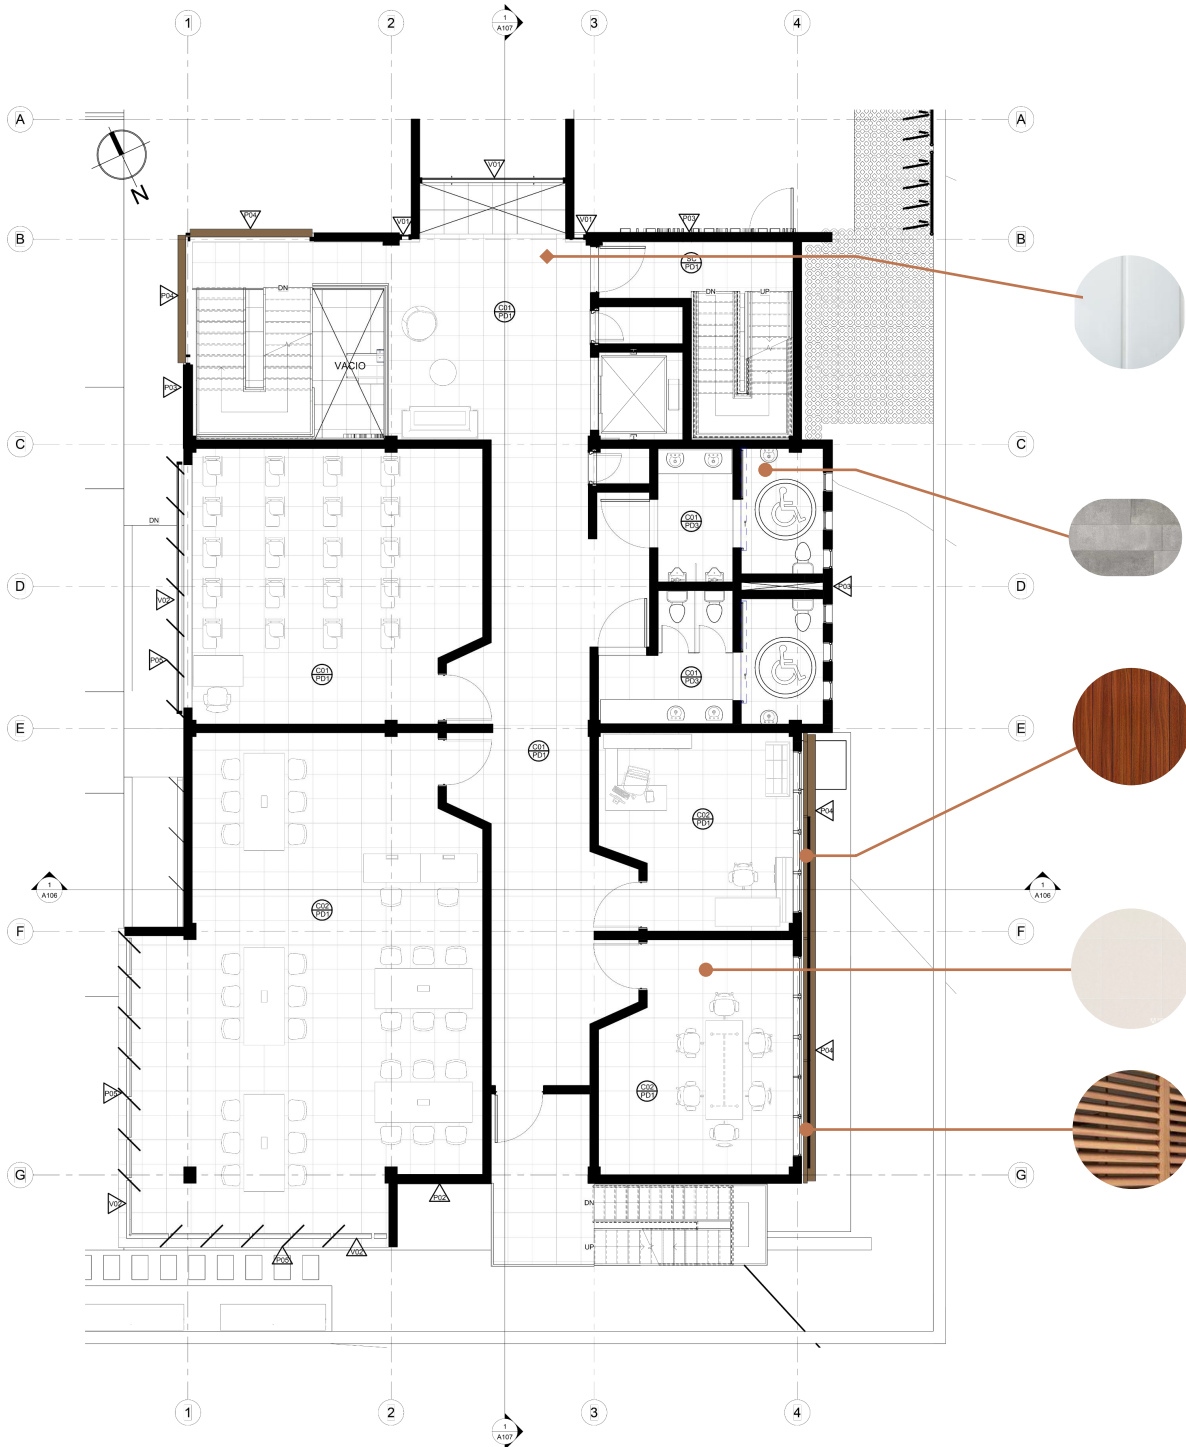 1
2
1
A107
3
4
A
A
N
V01
P04
V01
V01
P03
B
B
SC
PD1
P04
DN
DN
UP
C01
PD1
VACIO
P03
C
C
DN
C01
PD3
D
D
P03
V02
P05
C01
PD1
C01
PD3
E
E
C01
PD1
P04
C02
PD1
1
A106
1
A106
C02
PD1
F
F
P04
P05
C02
PD1
G
G
V02
P02
DN
UP
P05
V02
1
2
1
A107
3
4